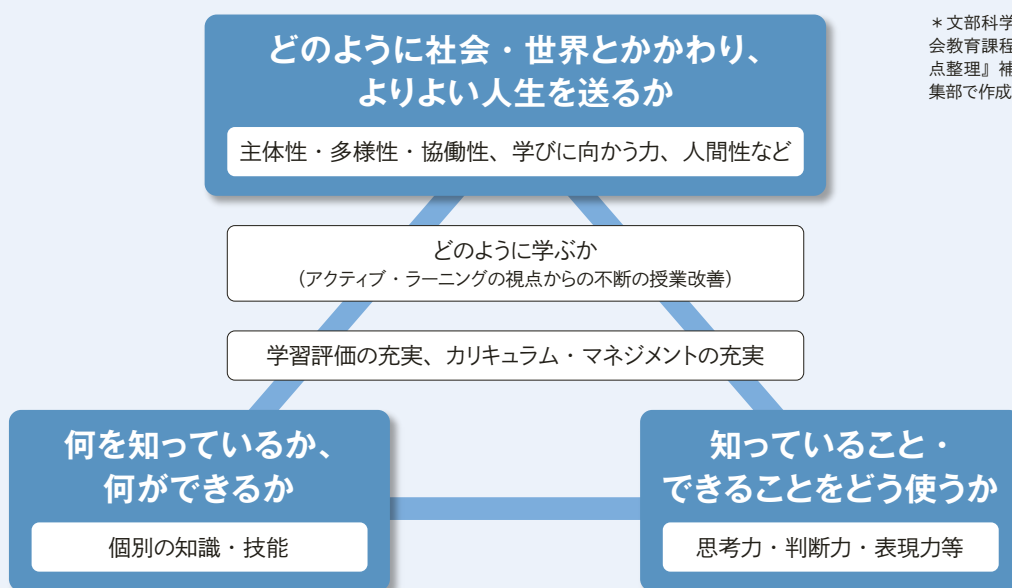 どのように社会・世界とかかわり、
よりよい人生を送るか
主体性・多様性・協働性、学びに向かう力、人間性など
＊文部科学
会教育課程
点整理』補
集部で作成
どのように学ぶか
（アクティブ・ラーニングの視点からの不断の授業改善）
学習評価の充実、カリキュラム・マネジメントの充実
何を知っているか、
何ができるか
個別の知識・技能
知っていること・
できることをどう使うか
思考力・判断力・表現力等